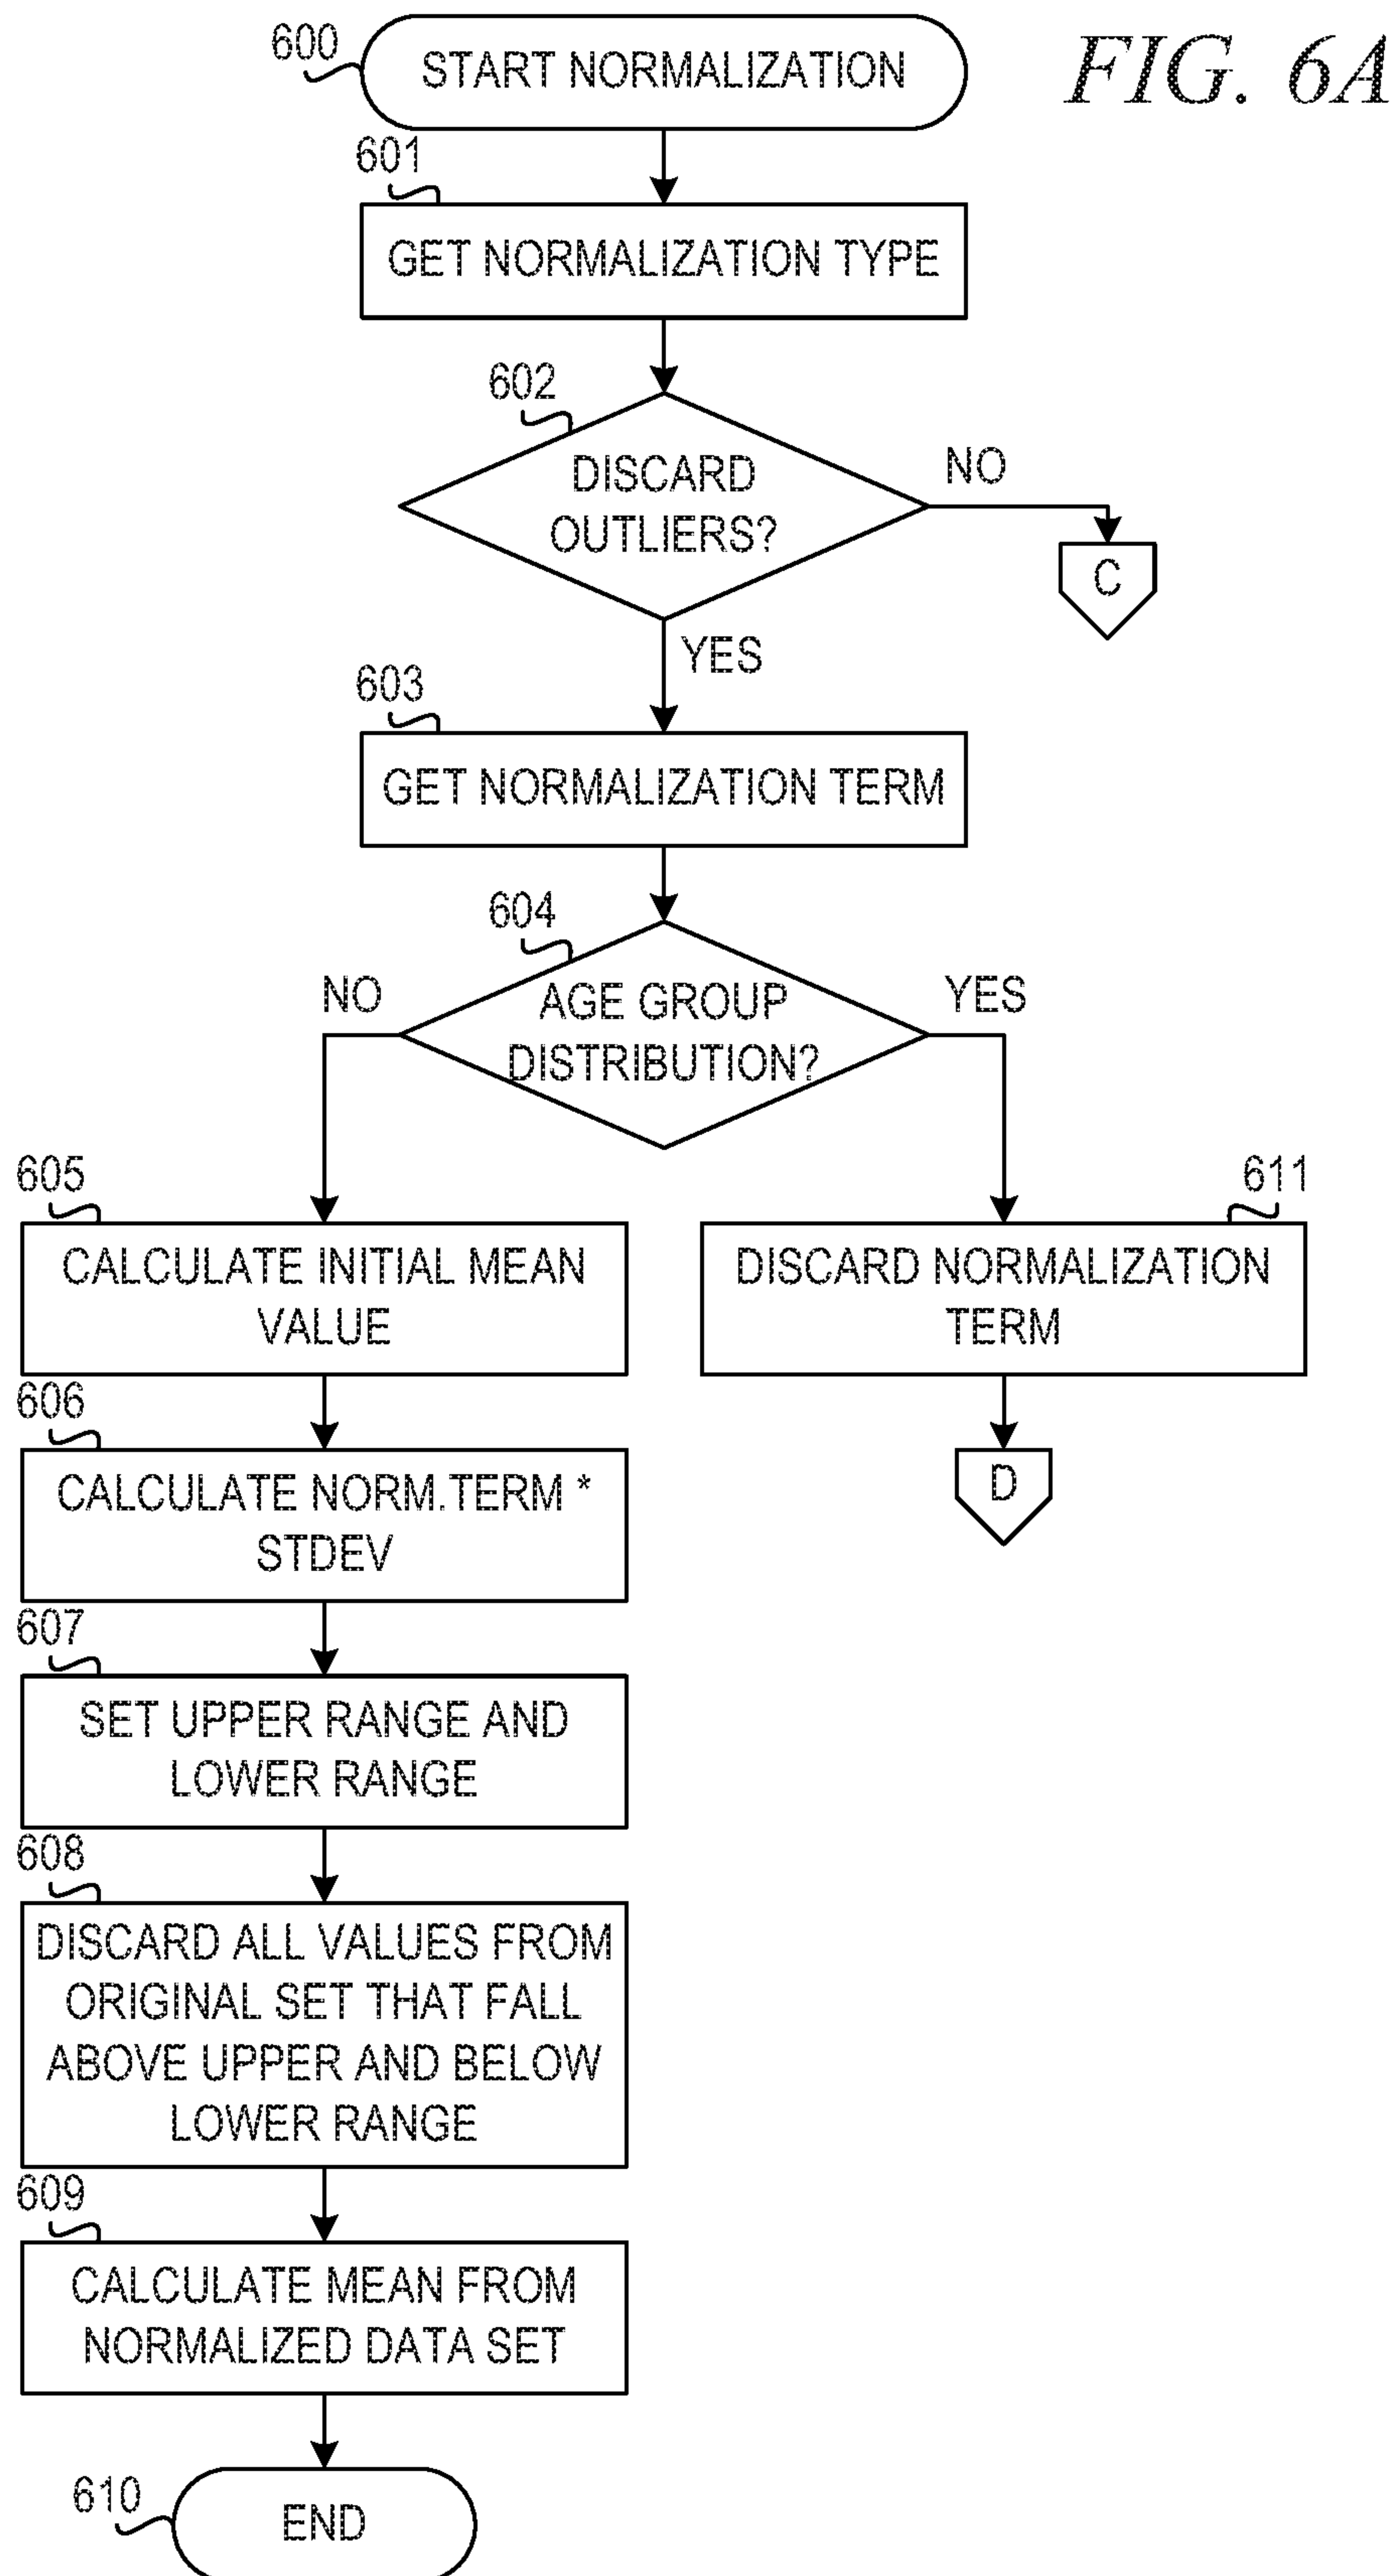 FIG. 6A
600
START NORMALIZATION
601
GET NORMALIZATION TYPE
602
DISCARD
OUTLIERS?
NO
C
YES
603
GET NORMALIZATION TERM
604
AGE GROUP
DISTRIBUTION?
NO
YES
605
CALCULATE INITIAL MEAN
VALUE
611
DISCARD NORMALIZATION
TERM
606
CALCULATE NORM.TERM *
STDEV
D
607
SET UPPER RANGE AND
LOWER RANGE
608
DISCARD ALL VALUES FROM
ORIGINAL SET THAT FALL
ABOVE UPPER AND BELOW
LOWER RANGE
609
CALCULATE MEAN FROM
NORMALIZED DATA SET
610
END